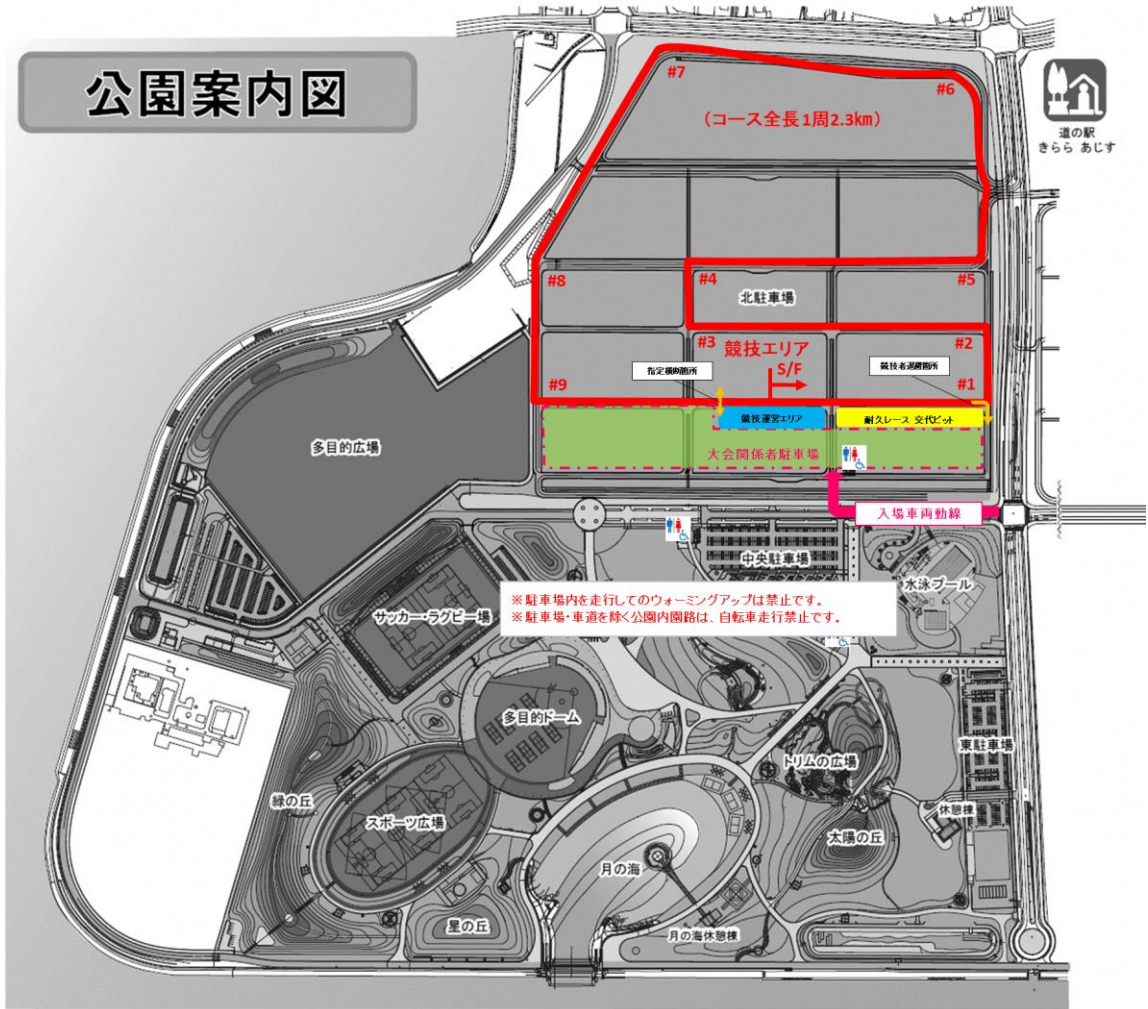 公園案内図
#7
#6
(コース全長1周2.3km)
道の駅
きらら あじす
#8
#4
北駐車場
#5
#3
競技エリア
#2
指定横断箇所
S/F
競技者退避箇所
#9
#1
競技運営エリア
耐久レース 交代ピット
多目的広場
大会関係者駐車場
入場車両動線
中央駐車場
水泳プール
※駐車場内を走行してのウォーミングアップは禁止です。
※駐車場・車道を除く公園内園路は、自転車走行禁止です。
サッカー・ラグビー場
多目的ドーム
東駐車場
トリムの広場
緑の丘
スポーツ広場
休憩棟
太陽の丘
月の海
星の丘
月の海休憩棟